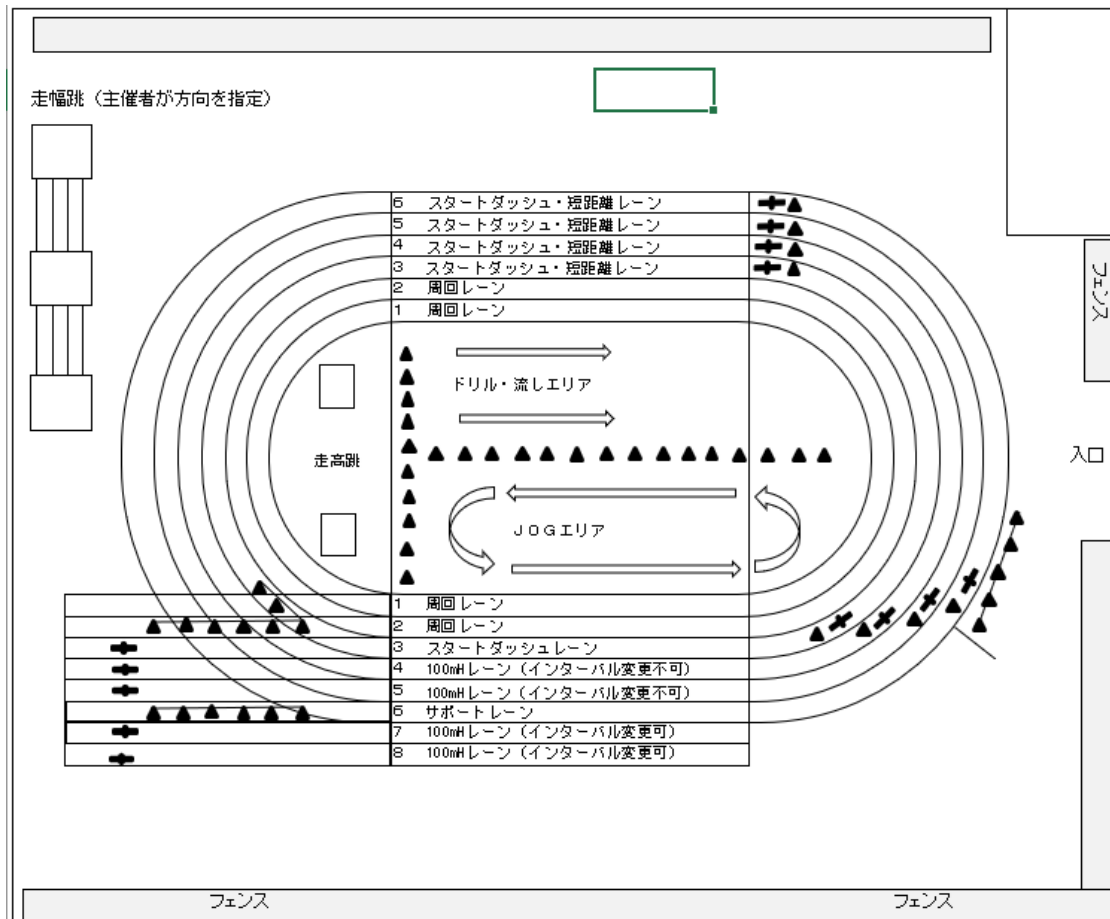 走幅跳（主催者が方向を指定）
6 スタートダッシュ・短距離レーン
5 スタートダッシュ・短距離レーン
4 スタートダッシュ・短距離レーン
3 スタートダッシュ・短距離レーン
2 周回レーン
1 周回レーン
フェンス
ドリル・流しエリア
走高跳
入口
ＪＯＧエリア
1 周回レーン
2 周回レーン
3 スタートダッシュレーン
4 100mHレーン（インターバル変更不可）
5 100mHレーン（インターバル変更不可）
6 サポートレーン
7 100mHレーン（インターバル変更可）
8 100mHレーン（インターバル変更可）
フェンス
フェンス